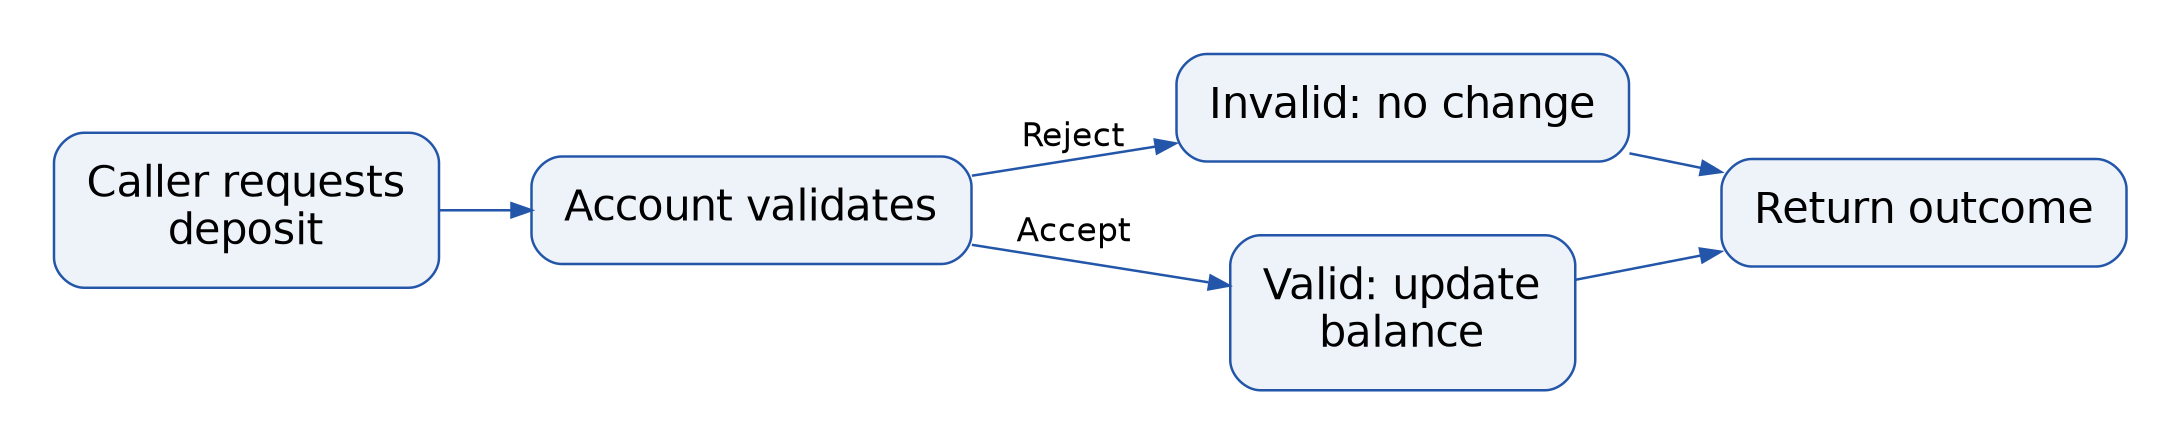 Caller requests
deposit
Account validates
Reject
Accept
Invalid: no change
Valid: update
balance
Return outcome